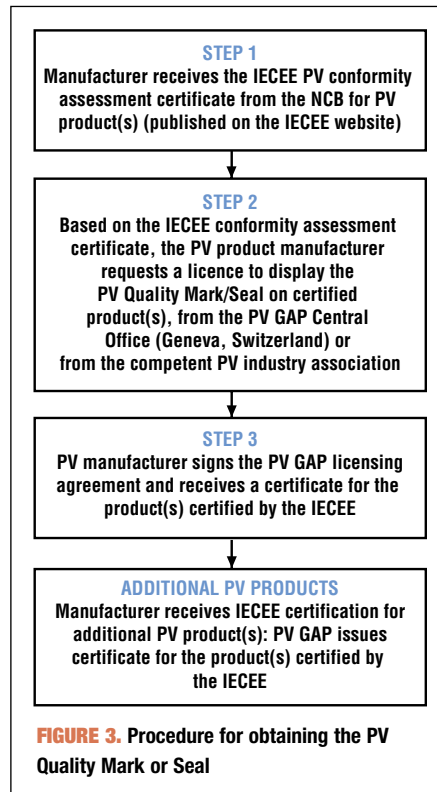 STEP 1
Manufacturer receives the IECEE PV conformity
assessment certificate from the NCB for PV
product(s) (published on the IECEE website)
STEP 2
Based on the IECEE conformity assessment
certificate, the PV product manufacturer
requests a licence to display the
PV Quality Mark/Seal on certified
product(s), from the PV GAP Central
Office (Geneva, Switzerland) or
from the competent PV industry association
STEP 3
PV manufacturer signs the PV GAP licensing
agreement and receives a certificate for the
product(s) certified by the IECEE
ADDITIONAL PV PRODUCTS
Manufacturer receives IECEE certification for
additional PV product(s): PV GAP issues
certificate for the product(s) certified by
the IECEE
FIGURE 3. Procedure for obtaining the PV
Quality Mark or Seal